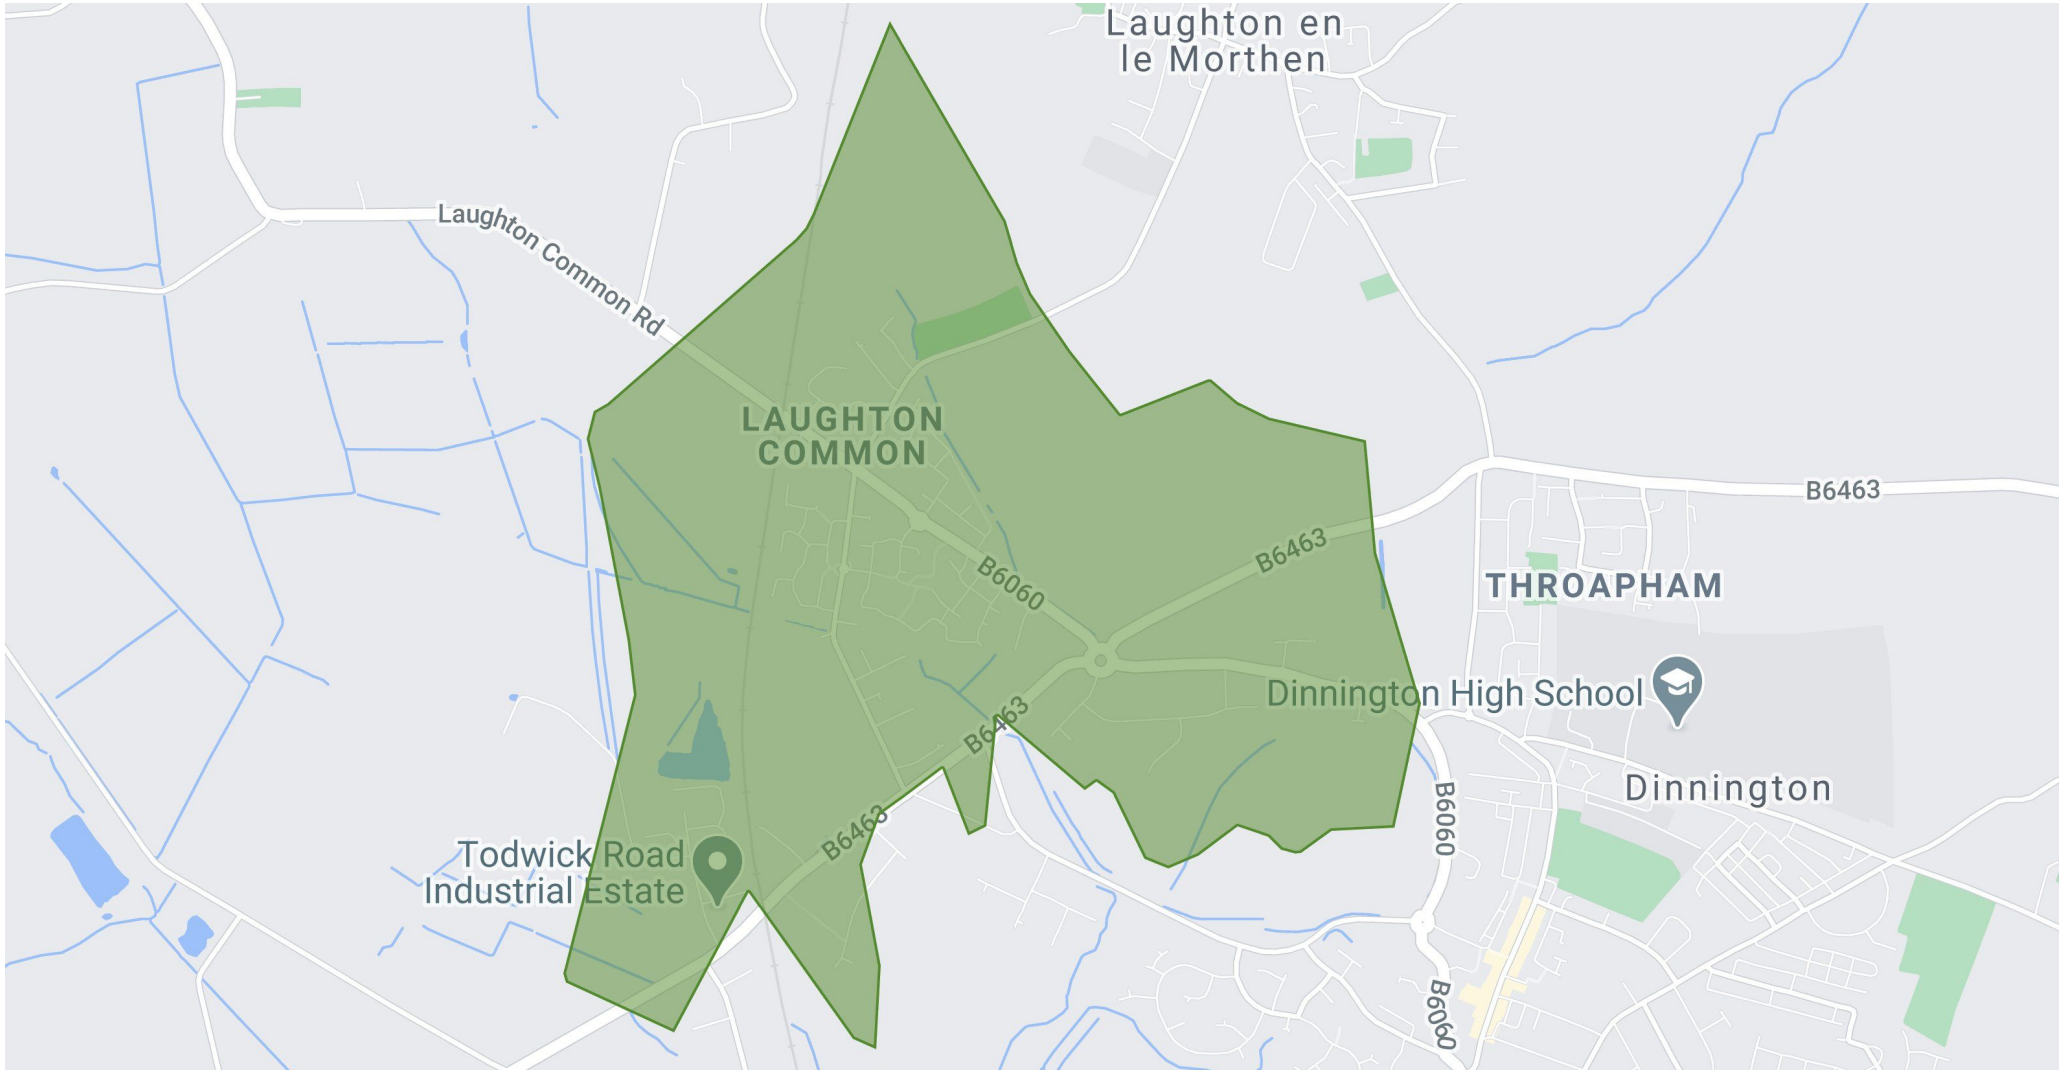 Laughton en
le Morthen
Laughton Common Rd
LAUGHTON
COMMON
B6463
B6463
B6060
THROAPHAM
Dinnington High School
B6463
Dinnington
B6060
B6463
Todwick Road
Industrial Estate
B6060